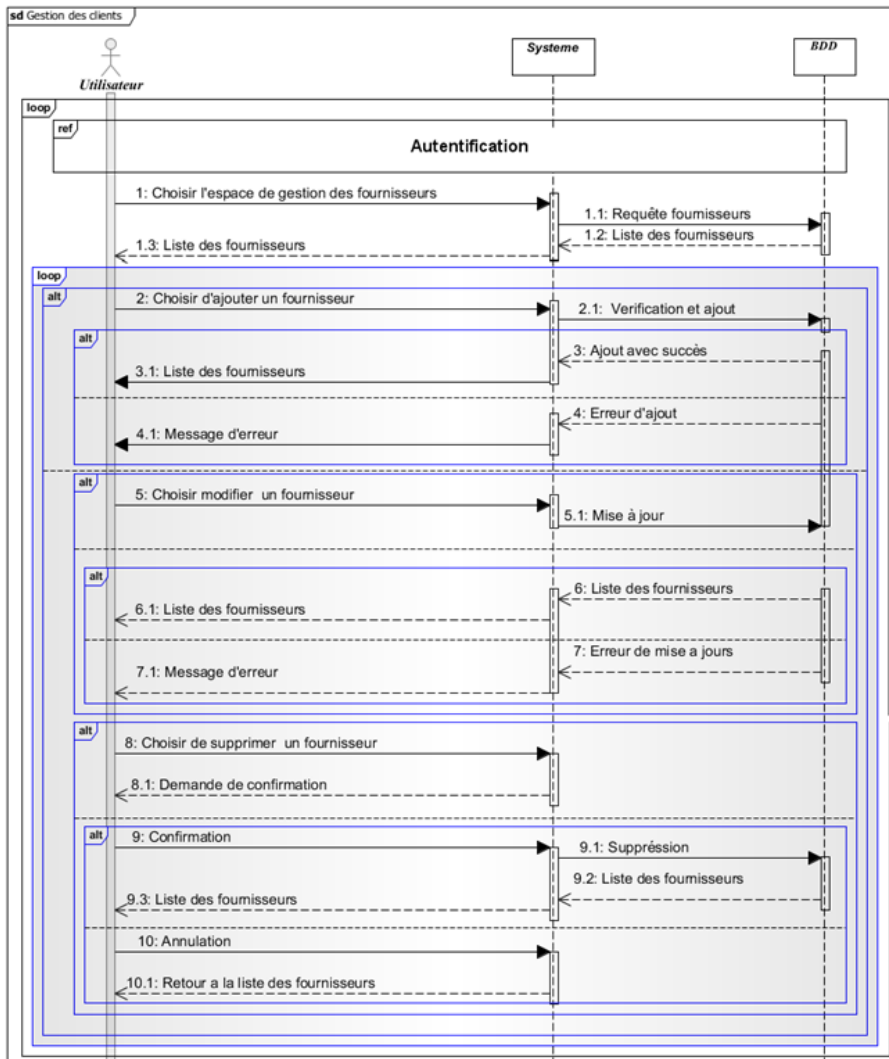 sd Gestion des clients
Utilisateur
Systeme
BDD
loop
ref
Autentification
1: Choisir l'espace de gestion des fournisseurs
1.1: Requête fournisseurs
1.2: Liste des fournisseurs
1.3: Liste des fournisseurs
loop
alt
2: Choisir d'ajouter un fournisseur
2.1: Verification et ajout
alt
3: Ajout avec succès
3.1: Liste des fournisseurs
4: Erreur d'ajout
4.1: Message d'erreur
alt
5: Choisir modifier un fournisseur
5.1: Mise à jour
alt
6: Liste des fournisseurs
6.1: Liste des fournisseurs
7: Erreur de mise a jours
7.1: Message d'erreur
alt
8: Choisir de supprimer un fournisseur
8.1: Demande de confirmation
alt
9: Confirmation
9.1: Suppréssion
9.2: Liste des fournisseurs
9.3: Liste des fournisseurs
10: Annulation
10.1: Retour a la liste des fournisseurs